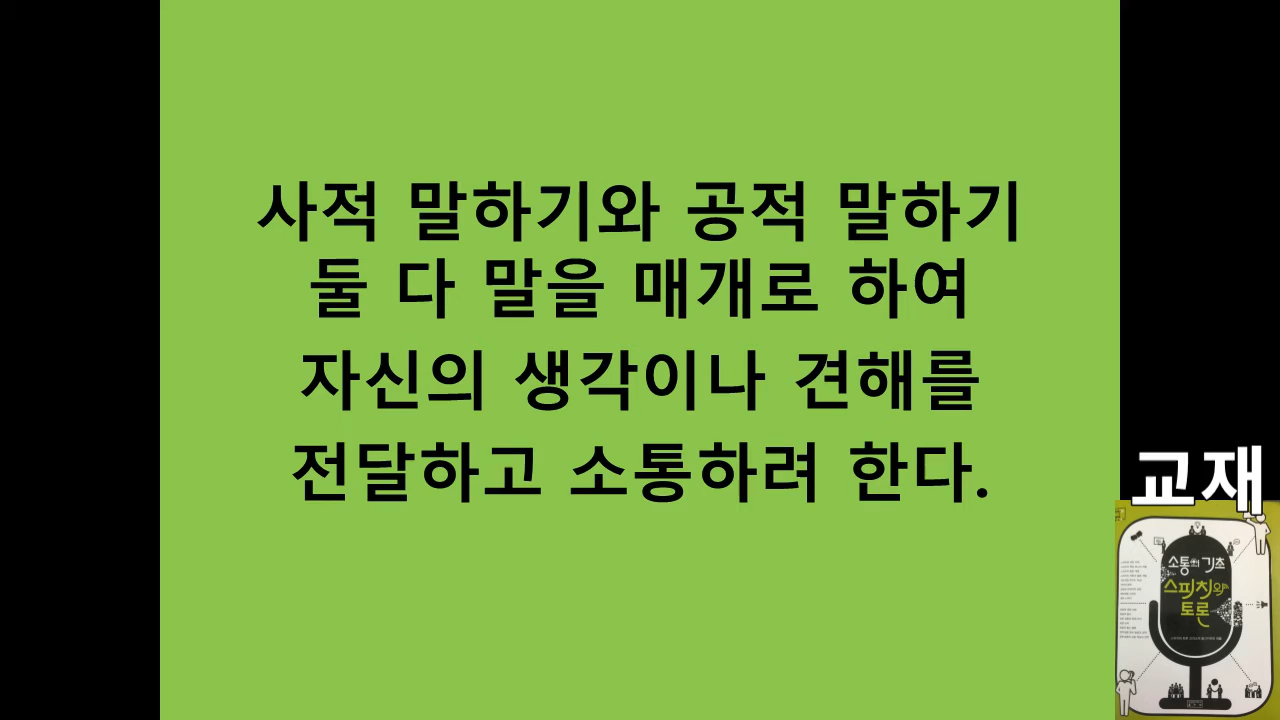 사적 말하기와 공적 말하기
둘 다 말을 매개로 하여
자신의 생각이나 견해를
전달하고 소통하려 한다.
교재
소통의 기초
스피치와
토론